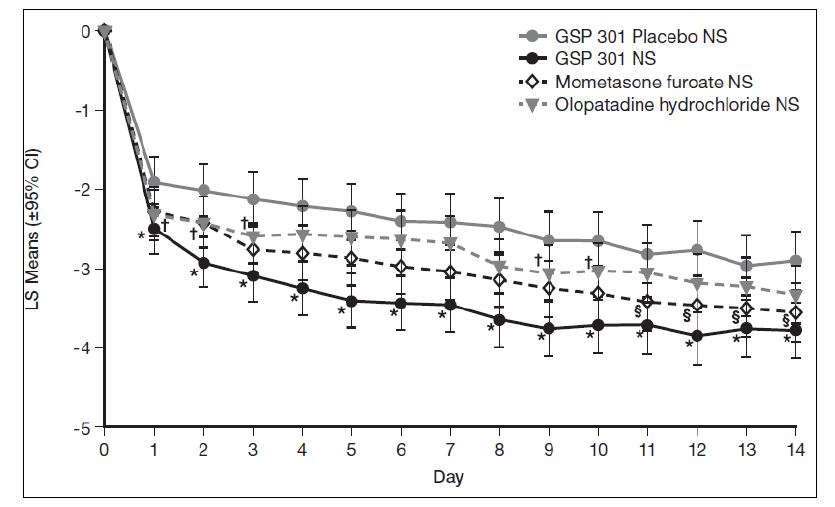 GSP 301 Placebo NS
GSP 301 NS
Mometasone furoate NS
Olopatadine hydrochloride NS
LS Means (±95% CI)
0
-1
-2
-3
-4
-5
† † † † †
* * * * * * * * * * * * * *
§ § § §
0 1 2 3 4 5 6 7 8 9 10 11 12 13 14
Day